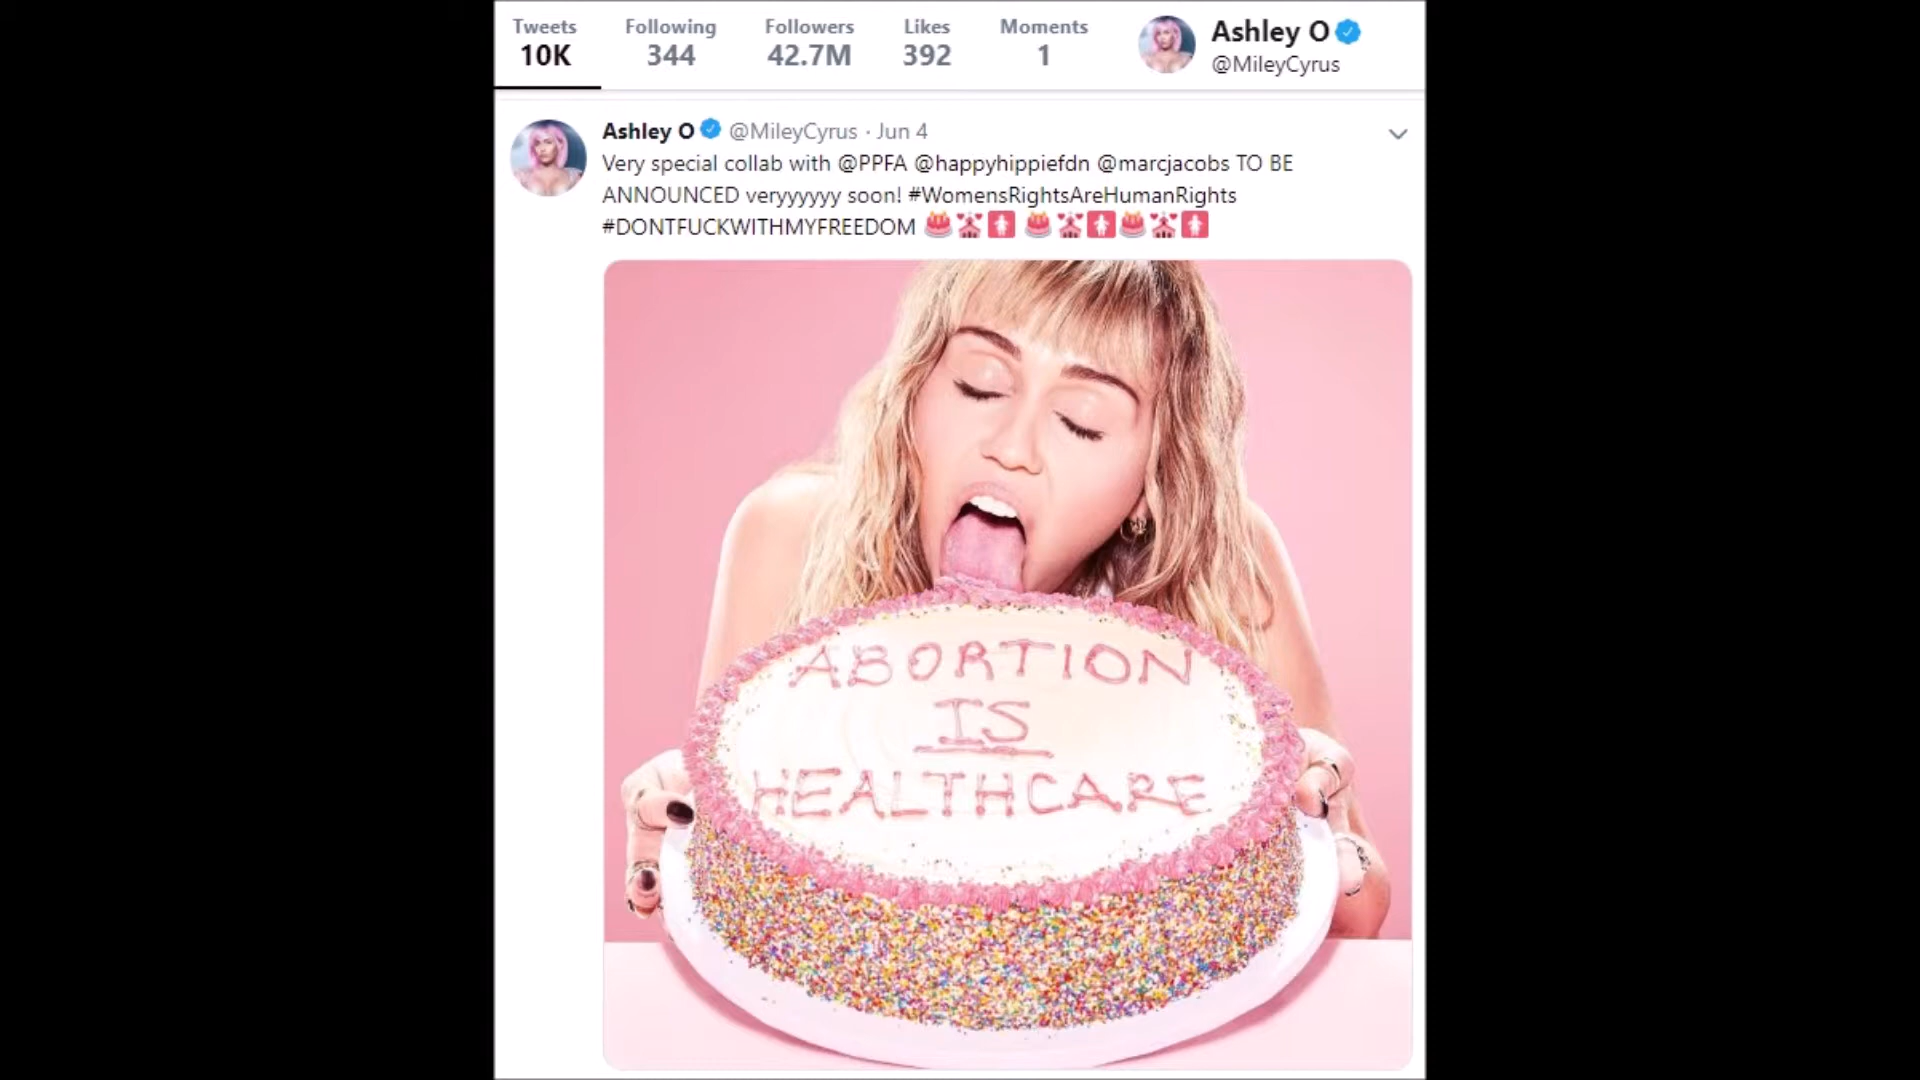 Tweets Following Followers Likes Moments
10K 344 42.7M 392 1
Ashley O
@MileyCyrus
Ashley O @MileyCyrus · Jun 4
Very special collab with @PPFA @happyhippiefdn @marcjacobs TO BE
ANNOUNCED veryyyyyy soon! #WomensRightsAreHumanRights
#DONTFUCKWITHMYFREEDOM 🎂💒🚺 🎂💒🚺🎂💒🚺
ABORTION
IS
HEALTHCARE